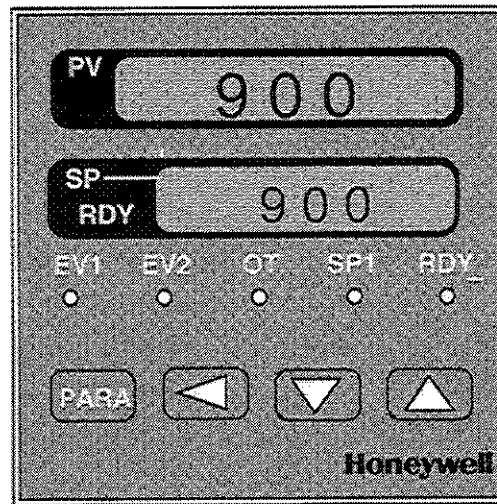 PV
900
SP
RDY
900
EV1 EV2 OT SP1 RDY
PARA
Honeywell